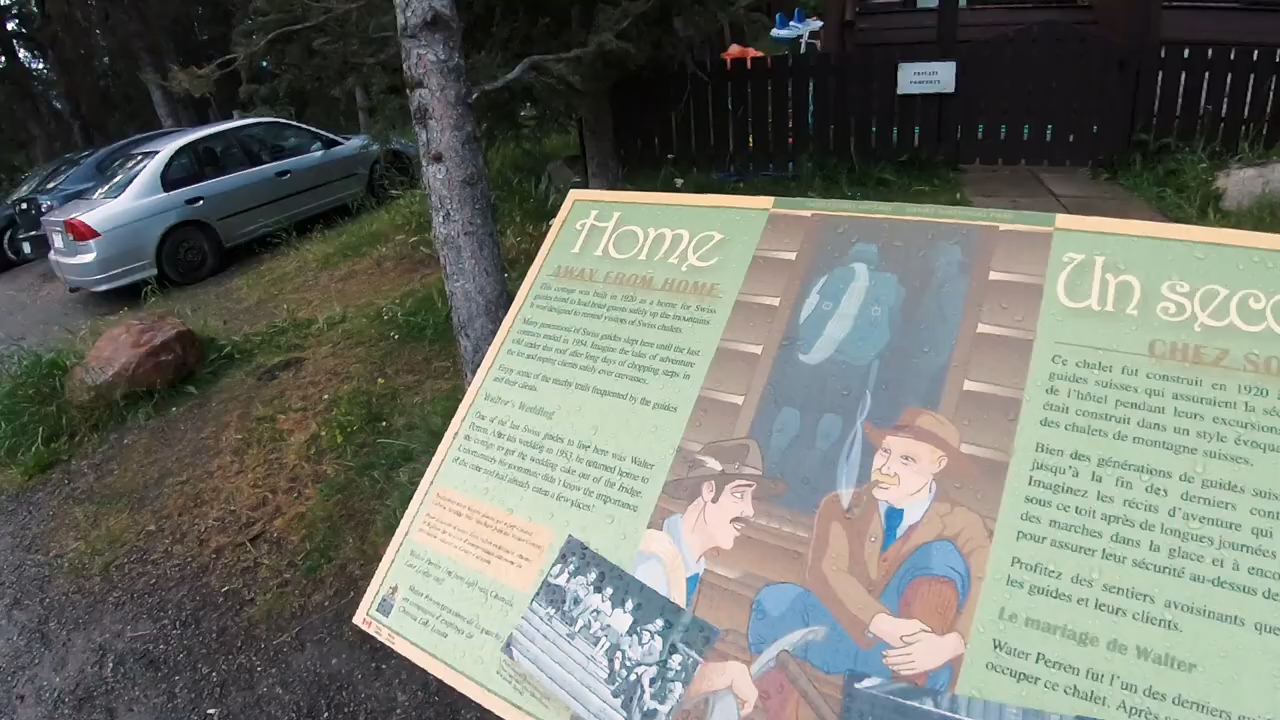 PRIVATE
PROPERTY
Home
AWAY FROM HOME
This cottage was built in 1920 as a home for Swiss
guides hired to lead hotel guests safely up the mountains.
It was designed to remind visitors of Swiss chalets.
Many generations of Swiss guides slept here until the last
contract ended in 1954. Imagine the tales of adventure
told under this roof after long days of chopping steps in
the ice and roping clients safely over crevasses.
Enjoy some of the nearby trails frequented by the guides
and their clients.
Walter's Wedding
One of the last Swiss guides to live here was Walter
Perren. After his wedding in 1953, he returned home to
the cottage to get the wedding cake out of the fridge.
Unfortunately his roommate didn't know the importance
of the cake and had already eaten a few slices!
Un seco
CHEZ SO
Ce chalet fut construit en 1920
guides suisses qui assuraient la sé
de l'hôtel pendant leurs excursion
était construit dans un style évoqu
des chalets de montagne suisses.
Bien des générations de guides suis
jusqu'à la fin des derniers cont
Imaginez les récits d'aventure qui
sous ce toit après de longues journées
des marches dans la glace et à enco
pour assurer leur sécurité au-dessus de
Profitez des sentiers avoisinants que
les guides et leurs clients.
Le mariage de Walter
Water Perren fut l'un des derniers
occuper ce chalet. Après